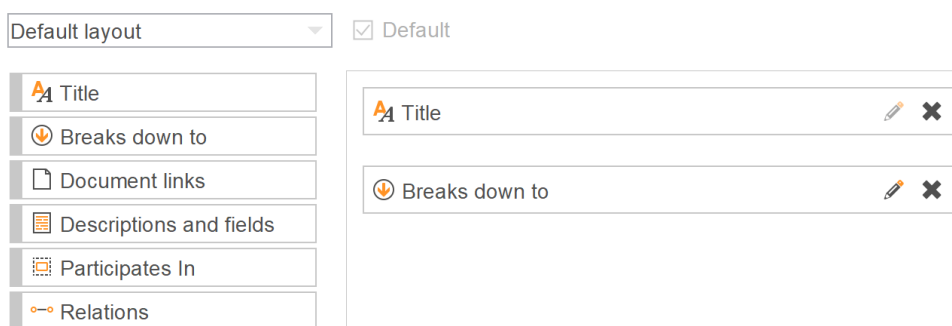 Default layout
Default
Title
Breaks down to
Document links
Descriptions and fields
Participates In
Relations
Title
Breaks down to